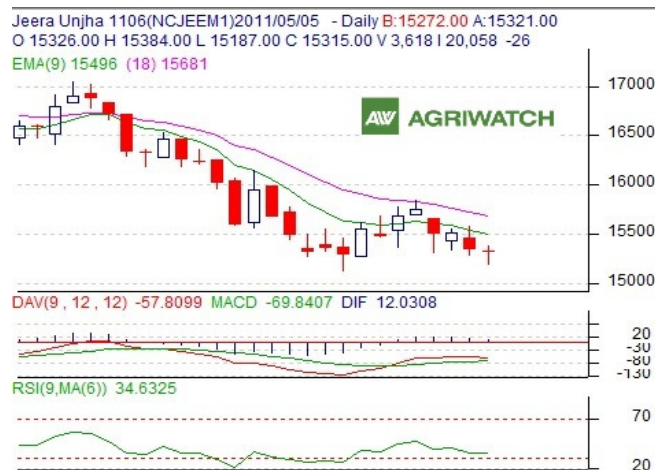 Jeera Unjha 1106(NCJEEM1)2011/05/05 - Daily B:15272.00 A:15321.00
O 15326.00 H 15384.00 L 15187.00 C 15315.00 V 3,618 I 20,058 -26
EMA(9) 15496 (18) 15681
17000
AW AGRIWATCH
16500
16000
15500
15000
DAV(9 , 12 , 12) -57.8099 MACD -69.8407 DIF 12.0308
20
-30
-80
-130
RSI(9,MA(6)) 34.6325
70
20